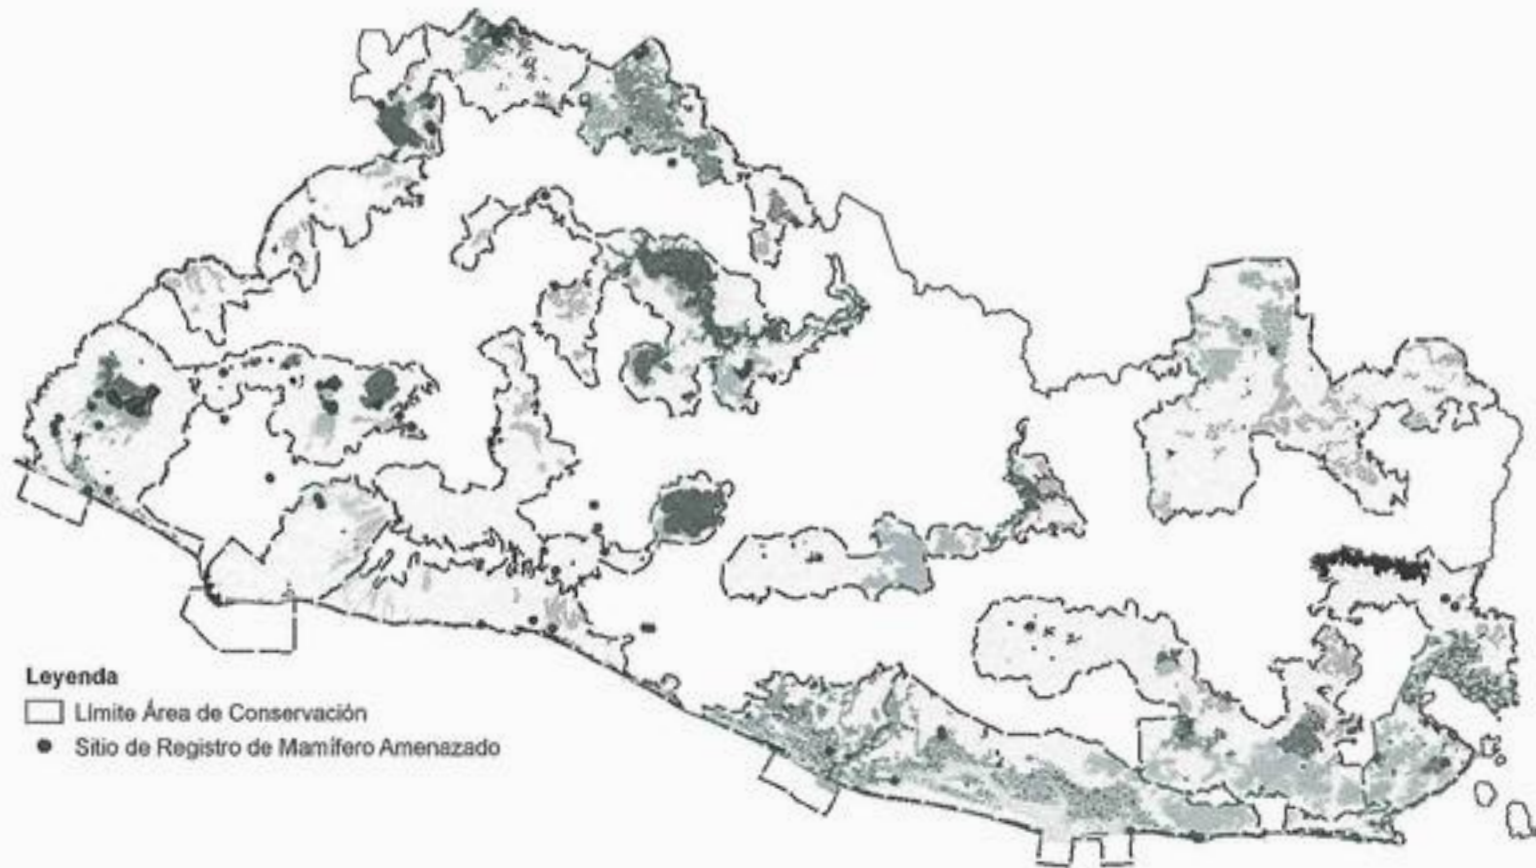 Leyenda
Límite Área de Conservación
Sitio de Registro de Mamífero Amenazado